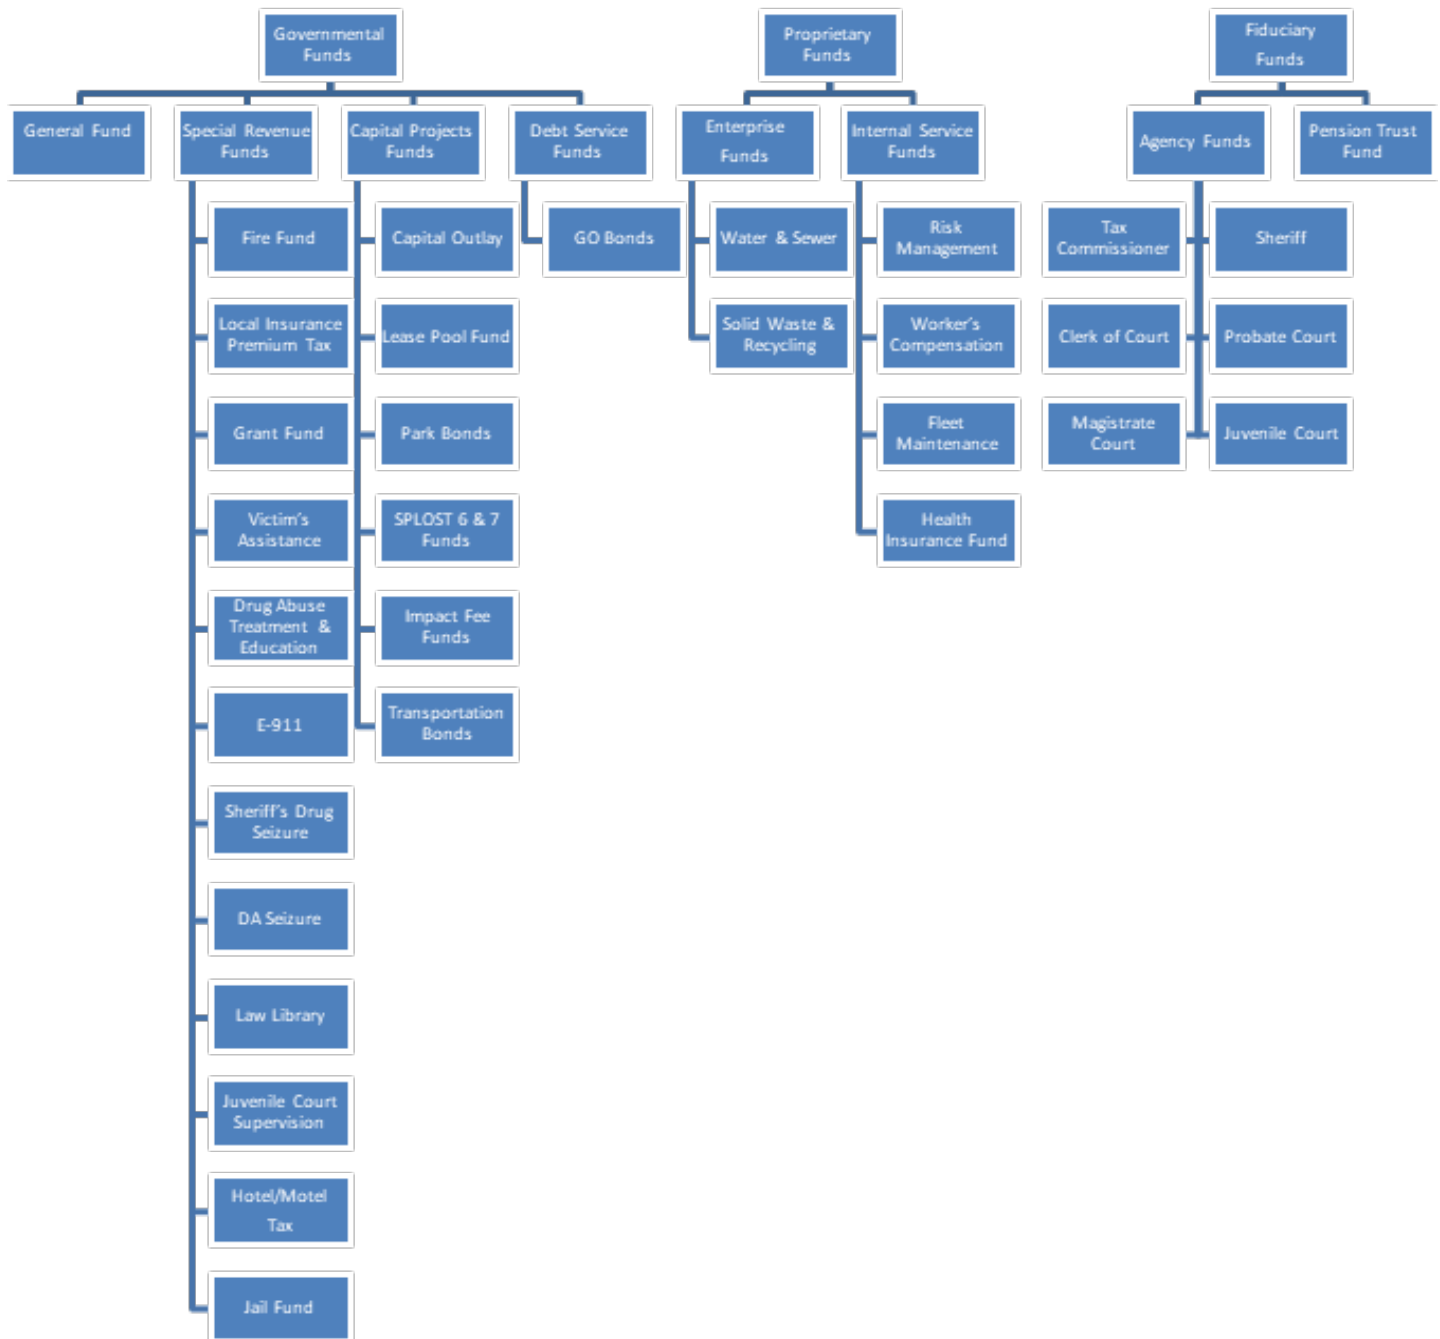 Governmental
Funds
Proprietary
Funds
Fiduciary
Funds
General Fund
Special Revenue
Funds
Capital Projects
Funds
Debt Service
Funds
Enterprise
Funds
Internal Service
Funds
Agency Funds
Pension Trust
Fund
Fire Fund
Local Insurance
Premium Tax
Grant Fund
Victim's
Assistance
Drug Abuse
Treatment &
Education
E-911
Sheriff's Drug
Seizure
DA Seizure
Law Library
Juvenile Court
Supervision
Hotel/Motel
Tax
Jail Fund
Capital Outlay
Lease Pool Fund
Park Bonds
SPLOST 6 & 7
Funds
Impact Fee
Funds
Transportation
Bonds
GO Bonds
Water & Sewer
Solid Waste &
Recycling
Risk
Management
Worker's
Compensation
Fleet
Maintenance
Health
Insurance Fund
Tax
Commissioner
Sheriff
Clerk of Court
Probate Court
Magistrate
Court
Juvenile Court